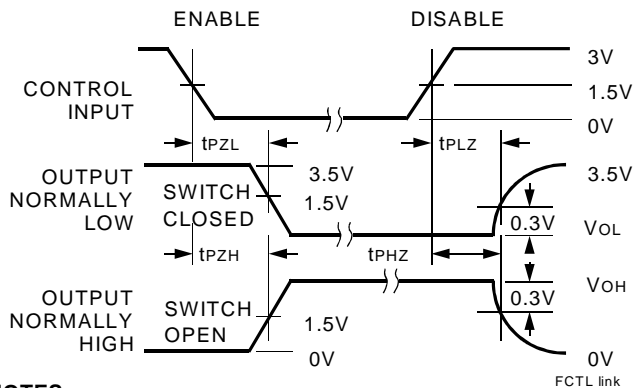 ENABLE DISABLE
CONTROL
INPUT
3V
1.5V
0V
tPZL tPLZ
OUTPUT
NORMALLY
LOW
SWITCH
CLOSED
3.5V
1.5V
3.5V
0.3V
VOL
tPZH tPHZ
OUTPUT
NORMALLY
HIGH
SWITCH
OPEN
1.5V
0V
VOH
0.3V
0V
FCTL link